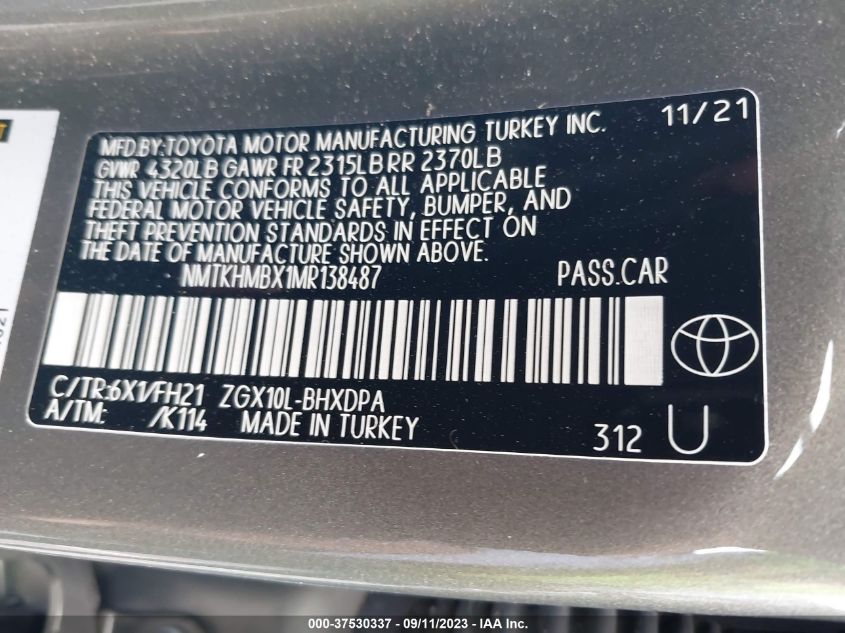 11/21
MFD.BY:TOYOTA MOTOR MANUFACTURING TURKEY INC.
GVWR 4320LB GAWR FR 2315LB RR 2370LB
THIS VEHICLE CONFORMS TO ALL APPLICABLE
FEDERAL MOTOR VEHICLE SAFETY, BUMPER, AND
THEFT PREVENTION STANDARDS IN EFFECT ON
THE DATE OF MANUFACTURE SHOWN ABOVE.
NMTKHMBX1MR138487 PASS.CAR
C/TR:6X1/FH21 ZGX10L-BHXDPA
A/TM: /K114 MADE IN TURKEY
312 U
000-37530337 - 09/11/2023 - IAAI.com